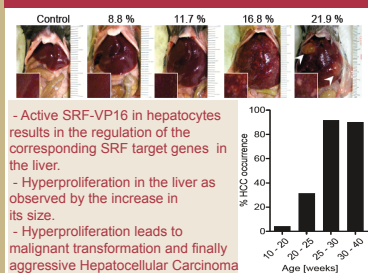 Control 8.8 % 11.7 % 16.8 % 21.9 %
- Active SRF-VP16 in hepatocytes
results in the regulation of the
corresponding SRF target genes in
the liver.
- Hyperproliferation in the liver as
observed by the increase in
its size.
- Hyperproliferation leads to
malignant transformation and finally
aggressive Hepatocellular Carcinoma
% HCC occurrence
100
80
60
40
20
0
10 - 20
20 - 25
25 - 30
30 - 40
Age [weeks]